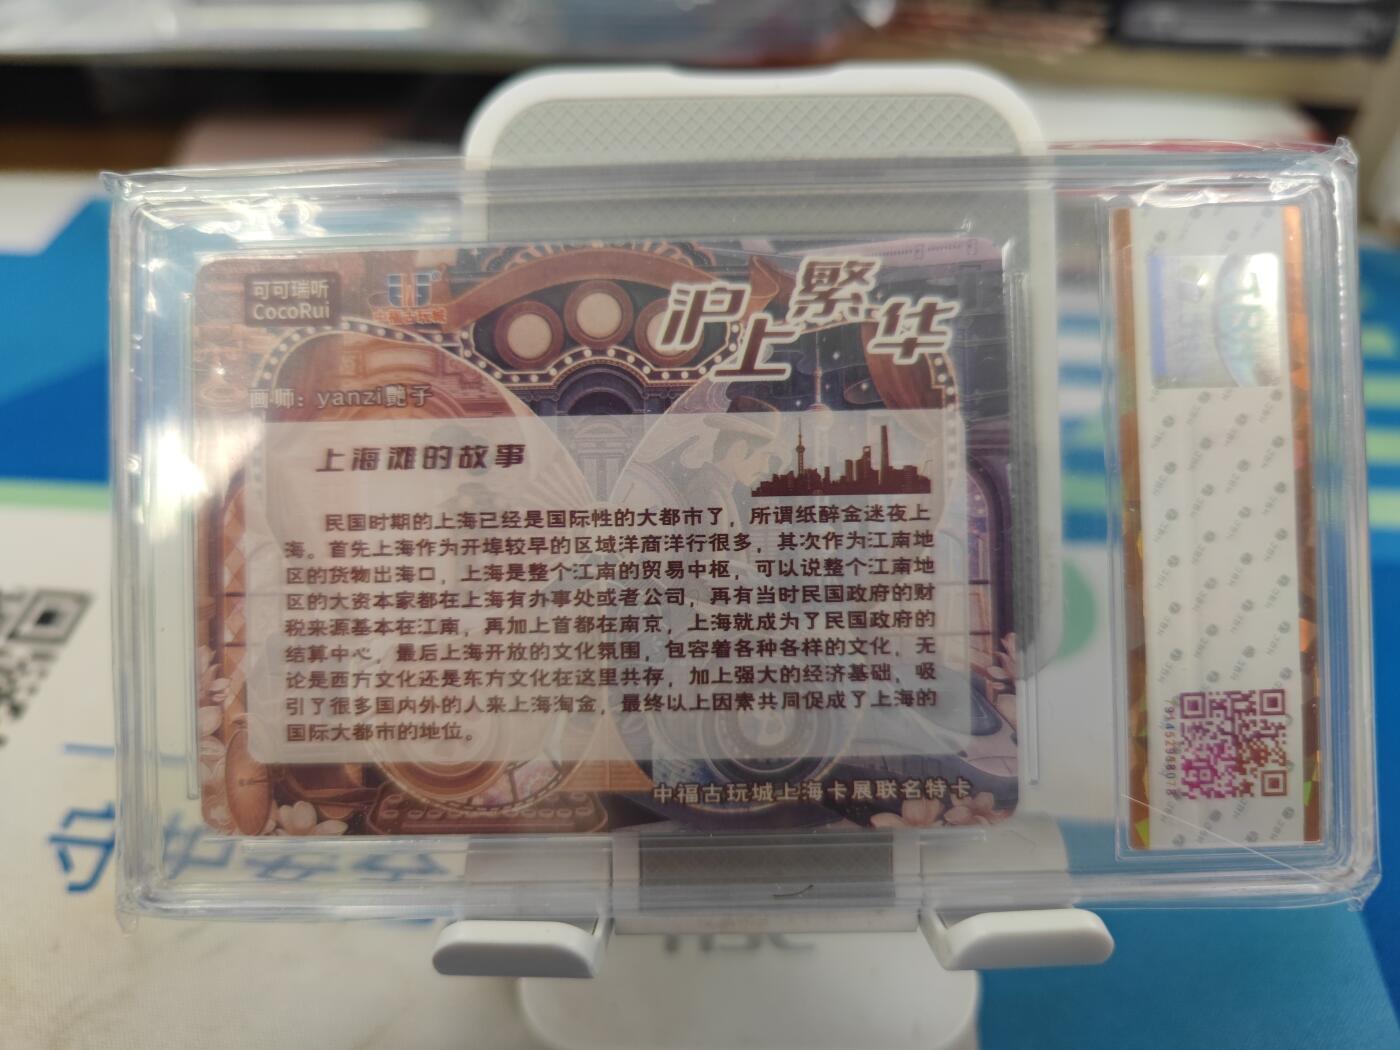 可可瑞听
CocoRui
中福古玩城
沪上繁华
画师：yanzi艶子
上海滩的故事
民国时期的上海已经是国际性的大都市了，所谓纸醉金迷夜上
海。首先上海作为开埠较早的区域洋商洋行很多，其次作为江南地
区的货物出海口，上海是整个江南的贸易中枢，可以说整个江南地
区的大资本家都在上海有办事处或者公司，再有当时民国政府的财
税来源基本在江南，再加上首都在南京，上海就成为了民国政府的
结算中心，最后上海开放的文化氛围，包容着各种各样的文化，无
论是西方文化还是东方文化在这里共存，加上强大的经济基础，吸
引了很多国内外的人来上海淘金，最终以上因素共同促成了上海的
国际大都市的地位。
中福古玩城上海卡展联名特卡